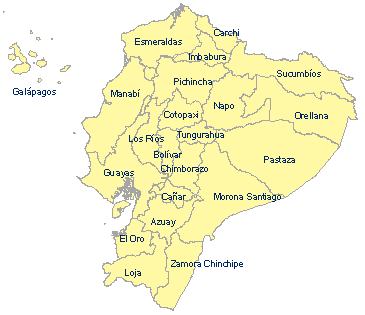 Carchi
Esmeraldas
Imbabura
Sucumbíos
Pichincha
Galápagos
Manabí
Napo
Cotopaxi
Orellana
Tungurahua
Los Ríos
Bolívar
Pastaza
Chimborazo
Guayas
Cañar
Morona Santiago
Azuay
El Oro
Zamora Chinchipe
Loja